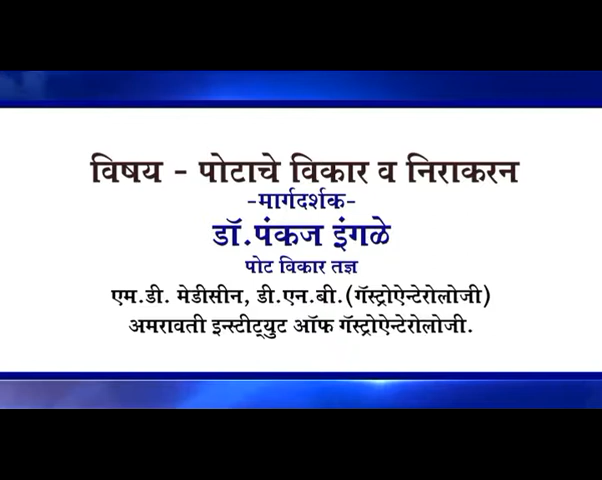 विषय - पोटाचे विकार व निराकरन
-मार्गदर्शक-
डॉ.पंकज इंगळे
पोट विकार तज्ञ
एम.डी. मेडीसीन, डी.एन.बी.(गॅस्ट्रोऐन्टेरोलोजी)
अमरावती इन्स्टीट्युट ऑफ गॅस्ट्रोऐन्टेरोलोजी.